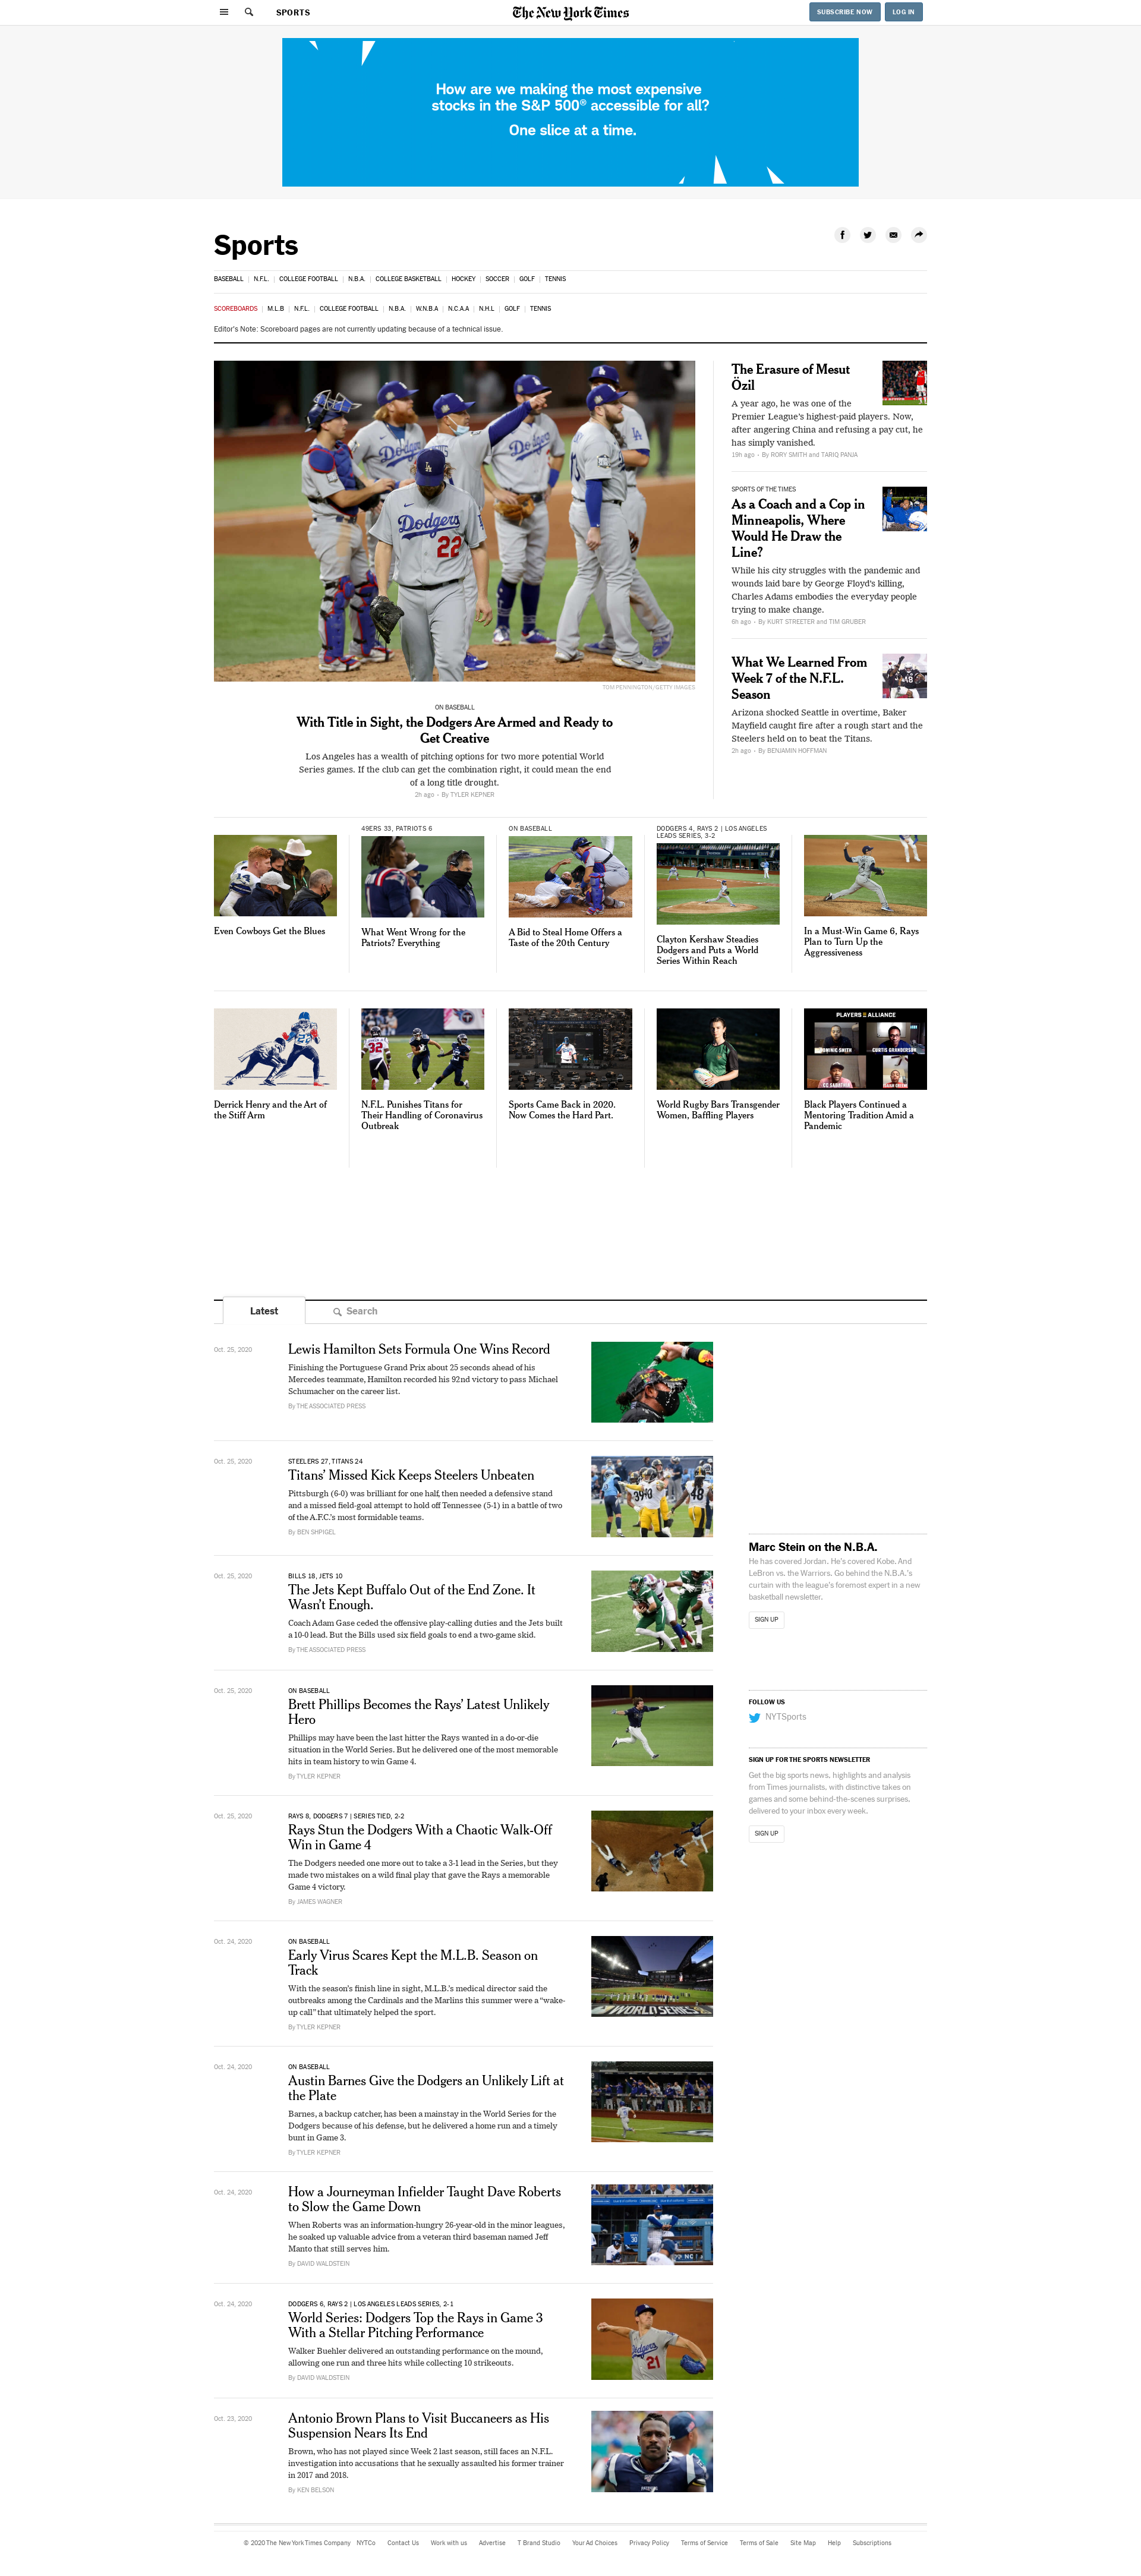 SPORTS
The New York Times
SUBSCRIBE NOW
LOG IN
How are we making the most expensive
stocks in the S&P 500® accessible for all?
One slice at a time.
Sports
BASEBALL | N.F.L. | COLLEGE FOOTBALL | N.B.A. | COLLEGE BASKETBALL | HOCKEY | SOCCER | GOLF | TENNIS
SCOREBOARDS | M.L.B | N.F.L. | COLLEGE FOOTBALL | N.B.A. | W.N.B.A | N.C.A.A | N.H.L | GOLF | TENNIS
Editor's Note: Scoreboard pages are not currently updating because of a technical issue.
TOM PENNINGTON/GETTY IMAGES
ON BASEBALL
With Title in Sight, the Dodgers Are Armed and Ready to
Get Creative
Los Angeles has a wealth of pitching options for two more potential World
Series games. If the club can get the combination right, it could mean the end
of a long title drought.
2h ago • By TYLER KEPNER
The Erasure of Mesut
Özil
A year ago, he was one of the
Premier League's highest-paid players. Now,
after angering China and refusing a pay cut, he
has simply vanished.
19h ago • By RORY SMITH and TARIQ PANJA
SPORTS OF THE TIMES
As a Coach and a Cop in
Minneapolis, Where
Would He Draw the
Line?
While his city struggles with the pandemic and
wounds laid bare by George Floyd's killing,
Charles Adams embodies the everyday people
trying to make change.
6h ago • By KURT STREETER and TIM GRUBER
What We Learned From
Week 7 of the N.F.L.
Season
Arizona shocked Seattle in overtime, Baker
Mayfield caught fire after a rough start and the
Steelers held on to beat the Titans.
2h ago • By BENJAMIN HOFFMAN
Even Cowboys Get the Blues
49ERS 33, PATRIOTS 6
What Went Wrong for the
Patriots? Everything
ON BASEBALL
A Bid to Steal Home Offers a
Taste of the 20th Century
DODGERS 4, RAYS 2 | LOS ANGELES
LEADS SERIES, 3-2
Clayton Kershaw Steadies
Dodgers and Puts a World
Series Within Reach
In a Must-Win Game 6, Rays
Plan to Turn Up the
Aggressiveness
Derrick Henry and the Art of
the Stiff Arm
N.F.L. Punishes Titans for
Their Handling of Coronavirus
Outbreak
Sports Came Back in 2020.
Now Comes the Hard Part.
World Rugby Bars Transgender
Women, Baffling Players
PLAYERS ALLIANCE
DOMINIC SMITH
CURTIS GRANDERSON
CC SABATHIA
Black Players Continued a
Mentoring Tradition Amid a
Pandemic
Latest
Search
Oct. 25, 2020
Lewis Hamilton Sets Formula One Wins Record
Finishing the Portuguese Grand Prix about 25 seconds ahead of his
Mercedes teammate, Hamilton recorded his 92nd victory to pass Michael
Schumacher on the career list.
By THE ASSOCIATED PRESS
Oct. 25, 2020
STEELERS 27, TITANS 24
Titans' Missed Kick Keeps Steelers Unbeaten
Pittsburgh (6-0) was brilliant for one half, then needed a defensive stand
and a missed field-goal attempt to hold off Tennessee (5-1) in a battle of two
of the A.F.C.'s most formidable teams.
By BEN SHPIGEL
Oct. 25, 2020
BILLS 18, JETS 10
The Jets Kept Buffalo Out of the End Zone. It
Wasn't Enough.
Coach Adam Gase ceded the offensive play-calling duties and the Jets built
a 10-0 lead. But the Bills used six field goals to end a two-game skid.
By THE ASSOCIATED PRESS
Oct. 25, 2020
ON BASEBALL
Brett Phillips Becomes the Rays' Latest Unlikely
Hero
Phillips may have been the last hitter the Rays wanted in a do-or-die
situation in the World Series. But he delivered one of the most memorable
hits in team history to win Game 4.
By TYLER KEPNER
Oct. 25, 2020
RAYS 8, DODGERS 7 | SERIES TIED, 2-2
Rays Stun the Dodgers With a Chaotic Walk-Off
Win in Game 4
The Dodgers needed one more out to take a 3-1 lead in the Series, but they
made two mistakes on a wild final play that gave the Rays a memorable
Game 4 victory.
By JAMES WAGNER
Oct. 24, 2020
ON BASEBALL
Early Virus Scares Kept the M.L.B. Season on
Track
With the season's finish line in sight, M.L.B.'s medical director said the
outbreaks among the Cardinals and the Marlins this summer were a "wake-
up call" that ultimately helped the sport.
By TYLER KEPNER
WORLD SERIES
Oct. 24, 2020
ON BASEBALL
Austin Barnes Give the Dodgers an Unlikely Lift at
the Plate
Barnes, a backup catcher, has been a mainstay in the World Series for the
Dodgers because of his defense, but he delivered a home run and a timely
bunt in Game 3.
By TYLER KEPNER
Oct. 24, 2020
How a Journeyman Infielder Taught Dave Roberts
to Slow the Game Down
When Roberts was an information-hungry 26-year-old in the minor leagues,
he soaked up valuable advice from a veteran third baseman named Jeff
Manto that still serves him.
By DAVID WALDSTEIN
Oct. 24, 2020
DODGERS 6, RAYS 2 | LOS ANGELES LEADS SERIES, 2-1
World Series: Dodgers Top the Rays in Game 3
With a Stellar Pitching Performance
Walker Buehler delivered an outstanding performance on the mound,
allowing one run and three hits while collecting 10 strikeouts.
By DAVID WALDSTEIN
Oct. 23, 2020
Antonio Brown Plans to Visit Buccaneers as His
Suspension Nears Its End
Brown, who has not played since Week 2 last season, still faces an N.F.L.
investigation into accusations that he sexually assaulted his former trainer
in 2017 and 2018.
By KEN BELSON
Marc Stein on the N.B.A.
He has covered Jordan. He's covered Kobe. And
LeBron vs. the Warriors. Go behind the N.B.A.'s
curtain with the league's foremost expert in a new
basketball newsletter.
SIGN UP
FOLLOW US
NYTSports
SIGN UP FOR THE SPORTS NEWSLETTER
Get the big sports news, highlights and analysis
from Times journalists, with distinctive takes on
games and some behind-the-scenes surprises,
delivered to your inbox every week.
SIGN UP
© 2020 The New York Times Company NYTCo Contact Us Work with us Advertise T Brand Studio Your Ad Choices Privacy Policy Terms of Service Terms of Sale Site Map Help Subscriptions